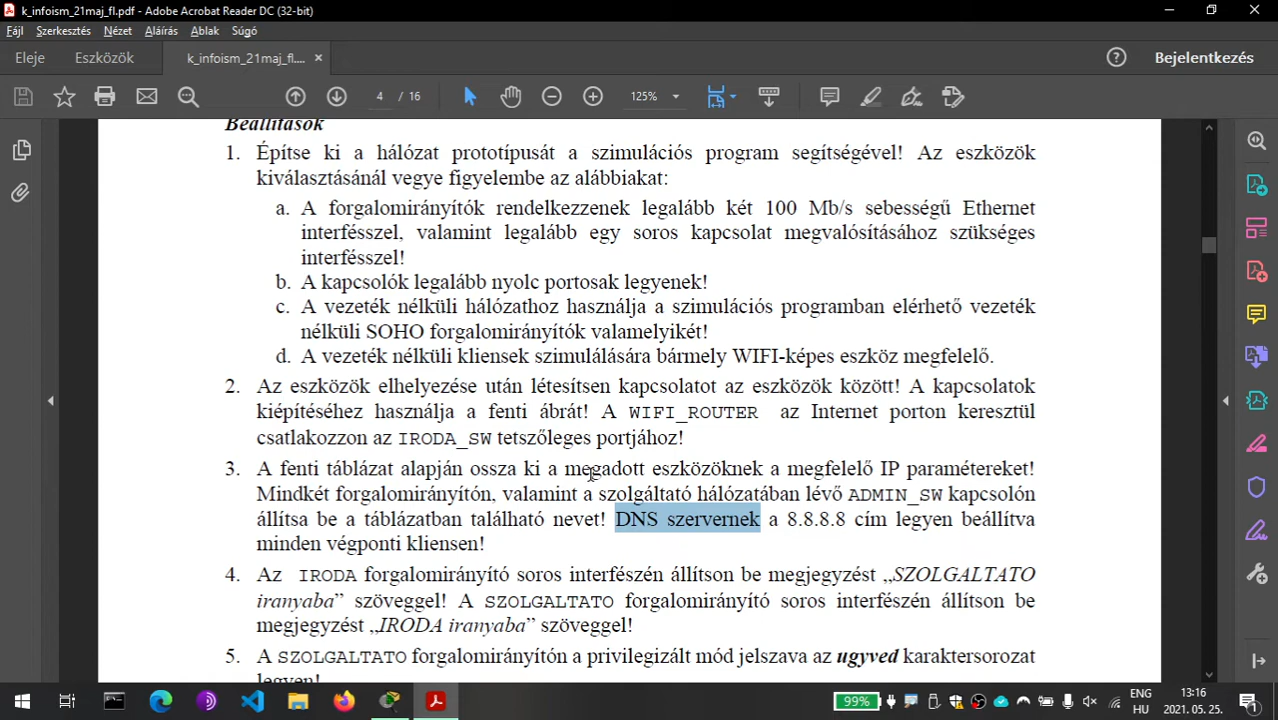 k_infoism_21maj_fl.pdf - Adobe Acrobat Reader DC (32-bit)
Fájl Szerkesztés Nézet Aláírás Ablak Súgó
Eleje Eszközök k_infoism_21maj_fl.... × Bejelentkezés
4 / 16 125%
Beállítások
1. Építse ki a hálózat prototípusát a szimulációs program segítségével! Az eszközök
kiválasztásánál vegye figyelembe az alábbiakat:
a. A forgalomirányítók rendelkezzenek legalább két 100 Mb/s sebességű Ethernet
interfésszel, valamint legalább egy soros kapcsolat megvalósításához szükséges
interfésszel!
b. A kapcsolók legalább nyolc portosak legyenek!
c. A vezeték nélküli hálózathoz használja a szimulációs programban elérhető vezeték
nélküli SOHO forgalomirányítók valamelyikét!
d. A vezeték nélküli kliensek szimulálására bármely WIFI-képes eszköz megfelelő.
2. Az eszközök elhelyezése után létesítsen kapcsolatot az eszközök között! A kapcsolatok
kiépítéséhez használja a fenti ábrát! A WIFI_ROUTER az Internet porton keresztül
csatlakozzon az IRODA_SW tetszőleges portjához!
3. A fenti táblázat alapján ossza ki a megadott eszközöknek a megfelelő IP paramétereket!
Mindkét forgalomirányítón, valamint a szolgáltató hálózatában lévő ADMIN_SW kapcsolón
állítsa be a táblázatban található nevet! DNS szervernek a 8.8.8.8 cím legyen beállítva
minden végponti kliensen!
4. Az IRODA forgalomirányító soros interfészén állítson be megjegyzést „SZOLGALTATO
iranyaba” szöveggel! A SZOLGALTATO forgalomirányító soros interfészén állítson be
megjegyzést „IRODA iranyaba” szöveggel!
5. A SZOLGALTATO forgalomirányítón a privilegizált mód jelszava az ugyved karaktersorozat
legyen!
99% ENG HU 13:16 2021. 05. 25. 1